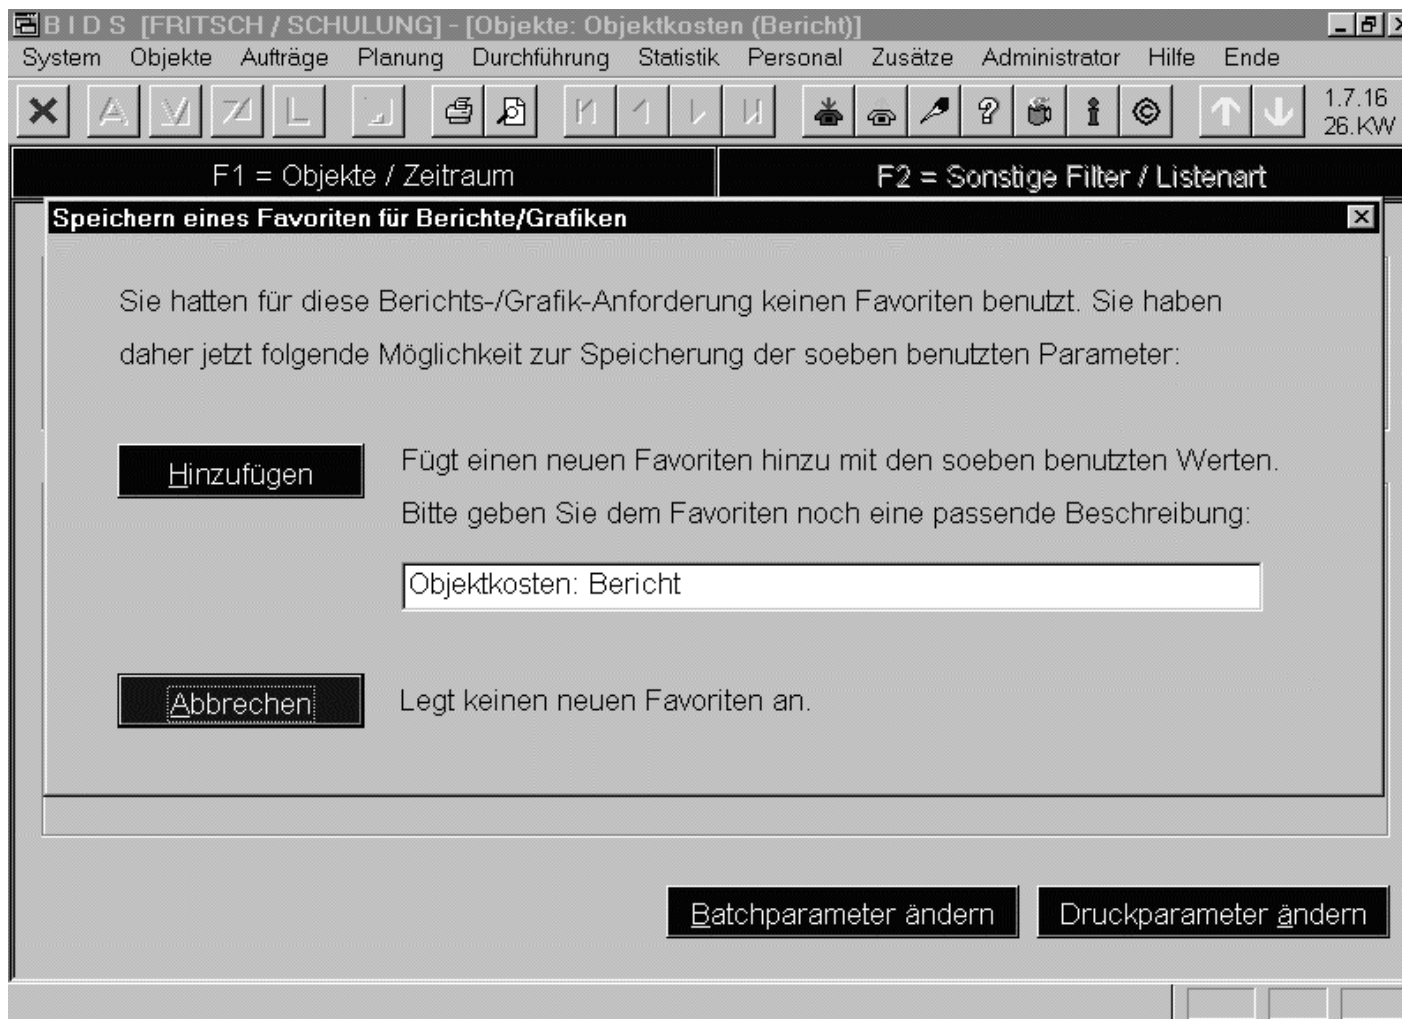 B I D S [FRITSCH / SCHULUNG] - [Objekte: Objektkosten (Bericht)]
System Objekte Aufträge Planung Durchführung Statistik Personal Zusätze Administrator Hilfe Ende
1.7.16
26.KW
F1 = Objekte / Zeitraum F2 = Sonstige Filter / Listenart
Speichern eines Favoriten für Berichte/Grafiken
Sie hatten für diese Berichts-/Grafik-Anforderung keinen Favoriten benutzt. Sie haben
daher jetzt folgende Möglichkeit zur Speicherung der soeben benutzten Parameter:
Hinzufügen Fügt einen neuen Favoriten hinzu mit den soeben benutzten Werten.
Bitte geben Sie dem Favoriten noch eine passende Beschreibung:
Objektkosten: Bericht
Abbrechen Legt keinen neuen Favoriten an.
Batchparameter ändern Druckparameter ändern